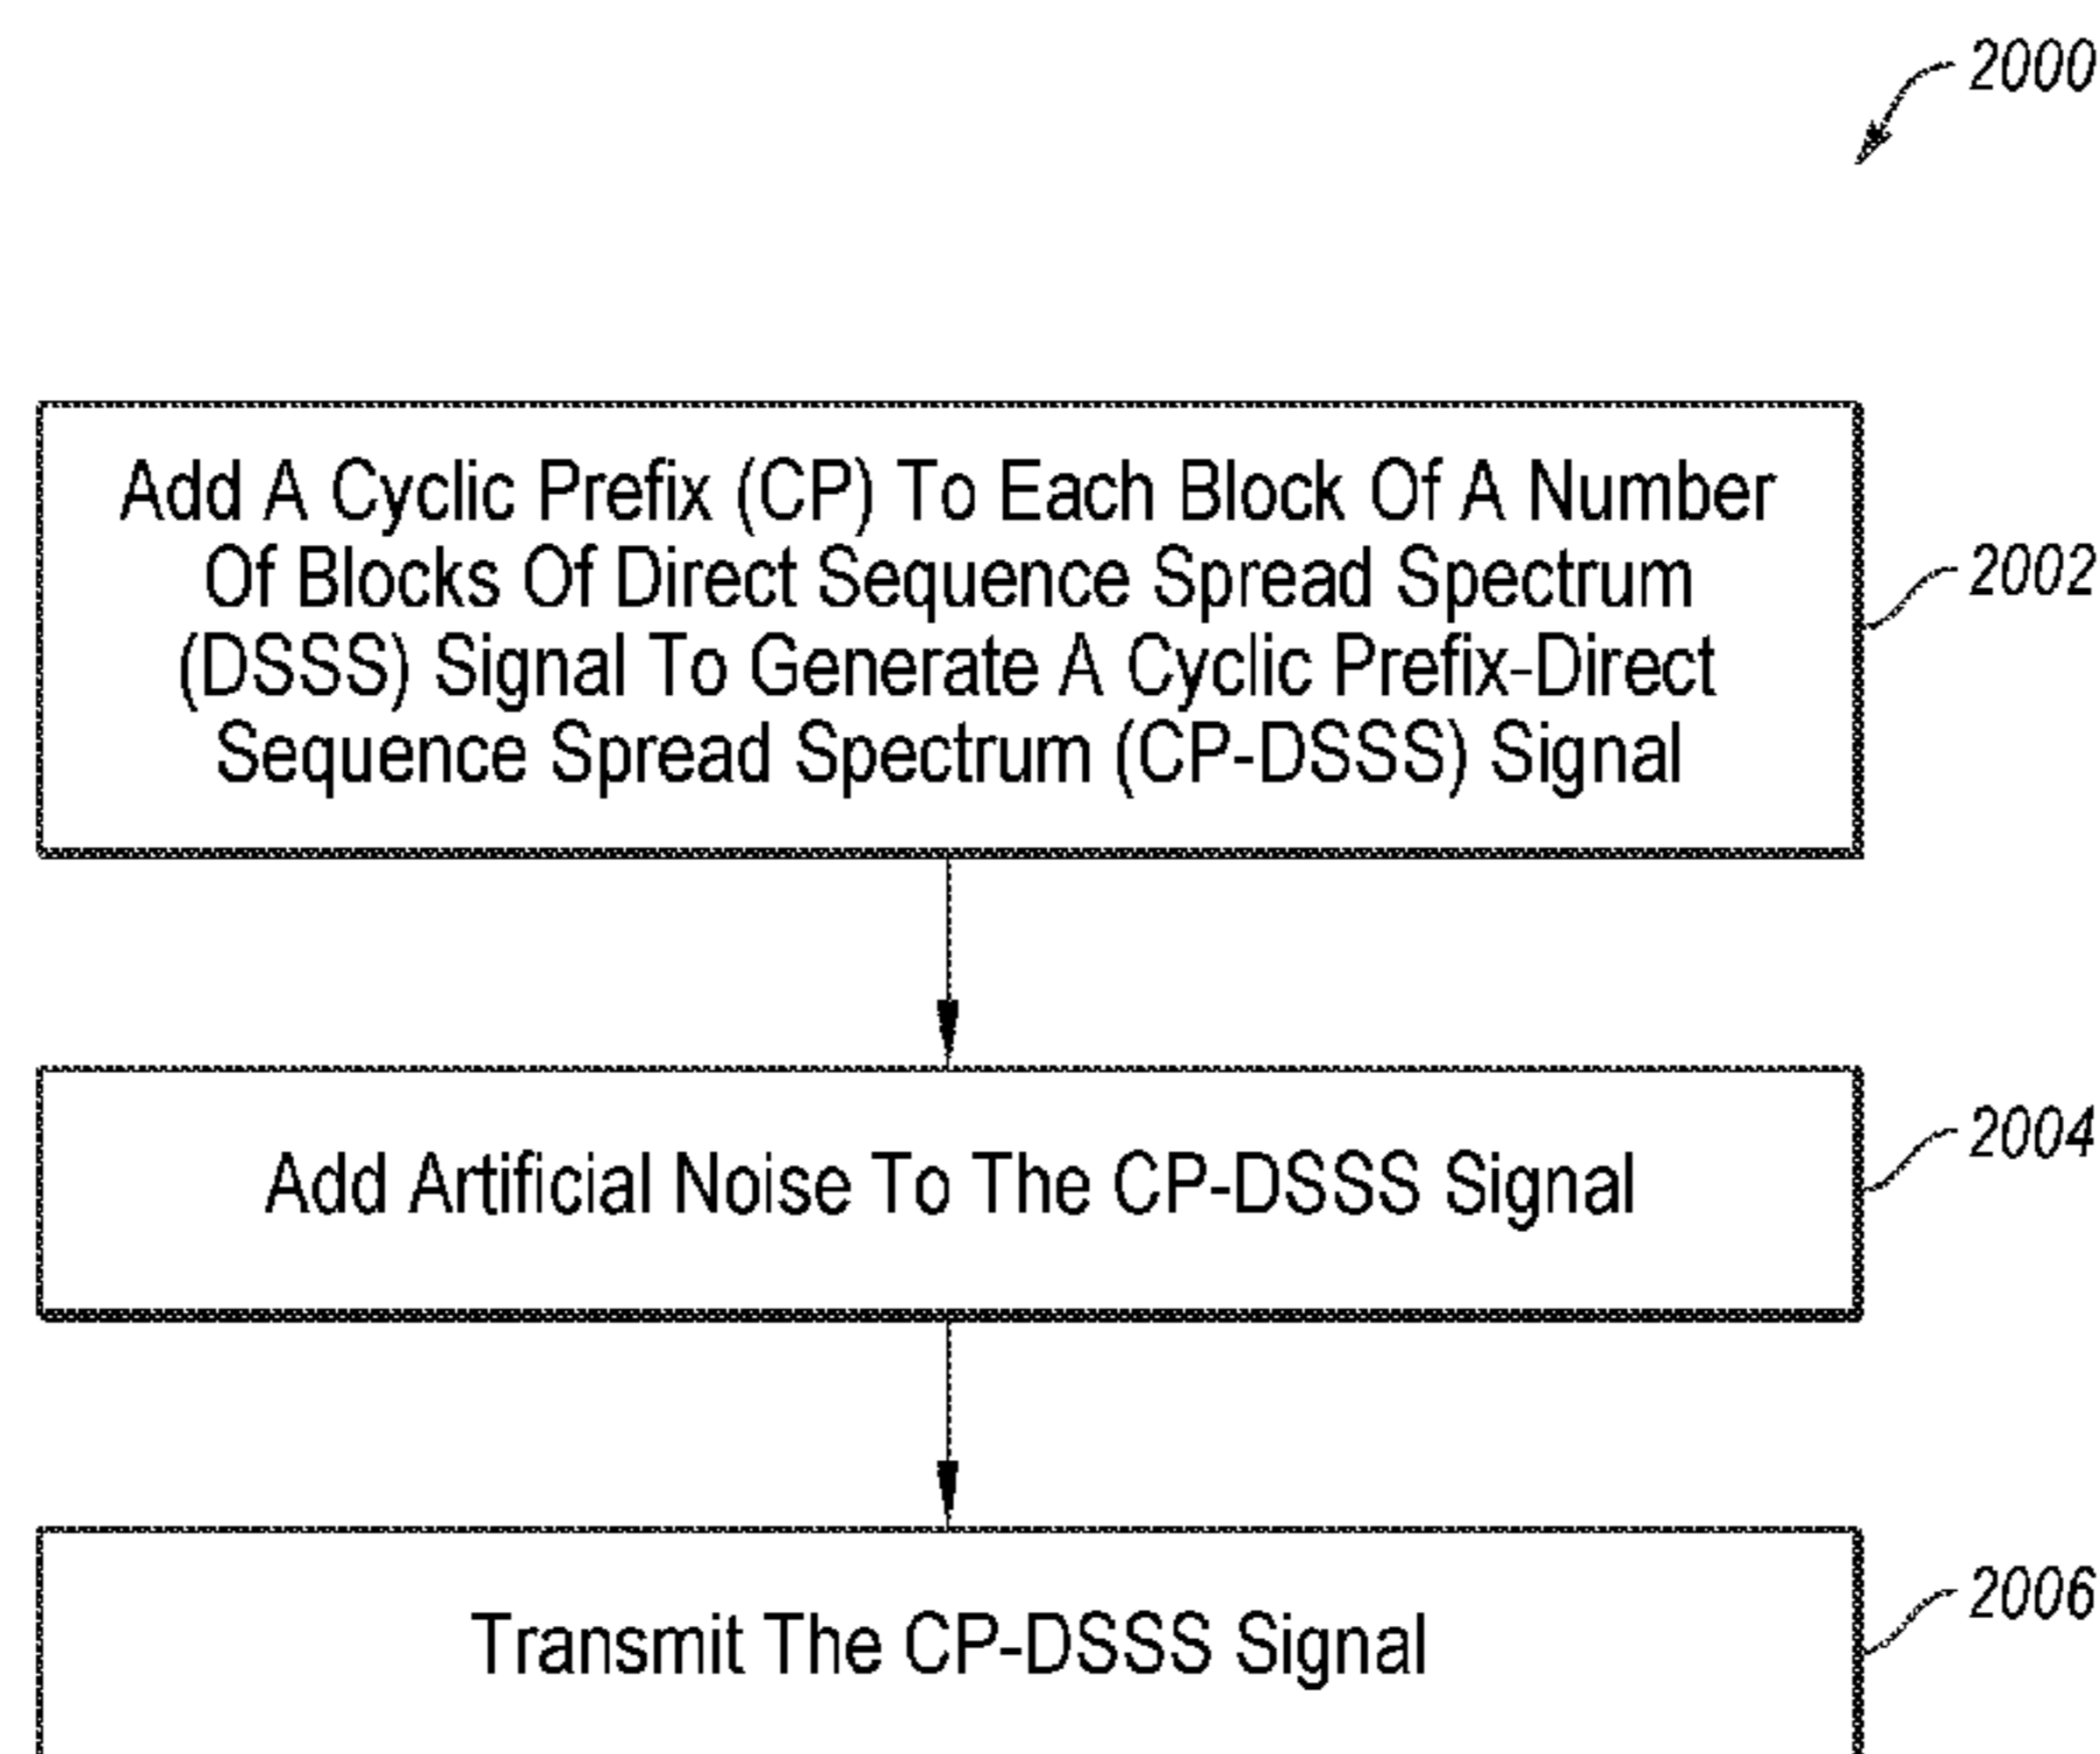 2000
Add A Cyclic Prefix (CP) To Each Block Of A Number
Of Blocks Of Direct Sequence Spread Spectrum
(DSSS) Signal To Generate A Cyclic Prefix-Direct
Sequence Spread Spectrum (CP-DSSS) Signal
2002
Add Artificial Noise To The CP-DSSS Signal
2004
Transmit The CP-DSSS Signal
2006